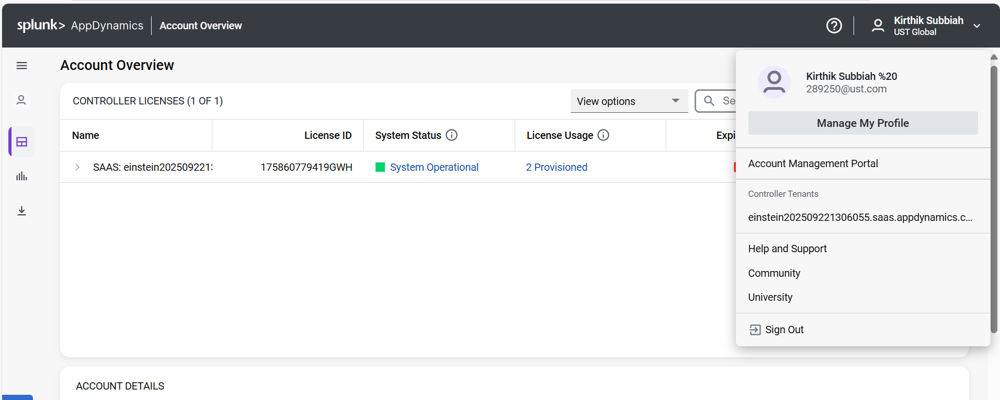 splunk> AppDynamics Account Overview
Kirthik Subbiah
UST Global
Account Overview
CONTROLLER LICENSES (1 OF 1)
View options
Se
Name License ID System Status License Usage Expi
SAAS: einstein202509221
175860779419GWH System Operational 2 Provisioned
Kirthik Subbiah %20
289250@ust.com
Manage My Profile
Account Management Portal
Controller Tenants
einstein202509221306055.saas.appdynamics.c...
Help and Support
Community
University
Sign Out
ACCOUNT DETAILS